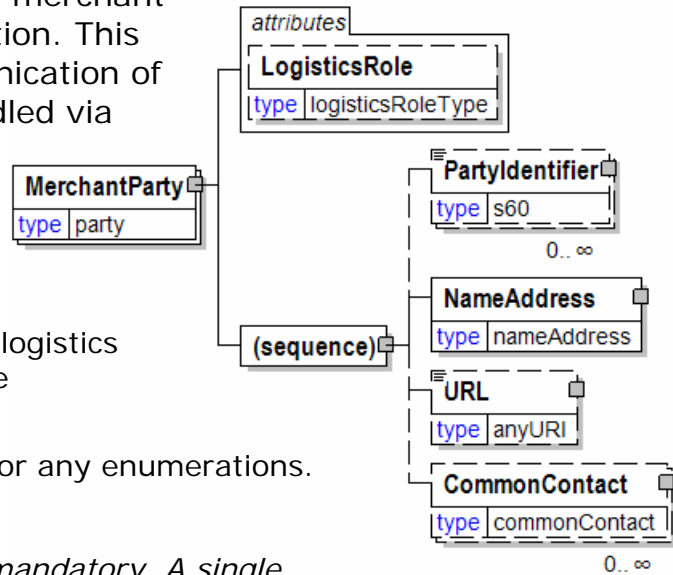 merchant
tion. This
nication of
dled via
attributes
LogisticsRole
type logisticsRoleType
MerchantParty
type party
PartyIdentifier
type s60
0.. ∞
NameAddress
type nameAddress
logistics
e
(sequence)
URL
type anyURI
or any enumerations.
CommonContact
type commonContact
0.. ∞
mandatory. A single